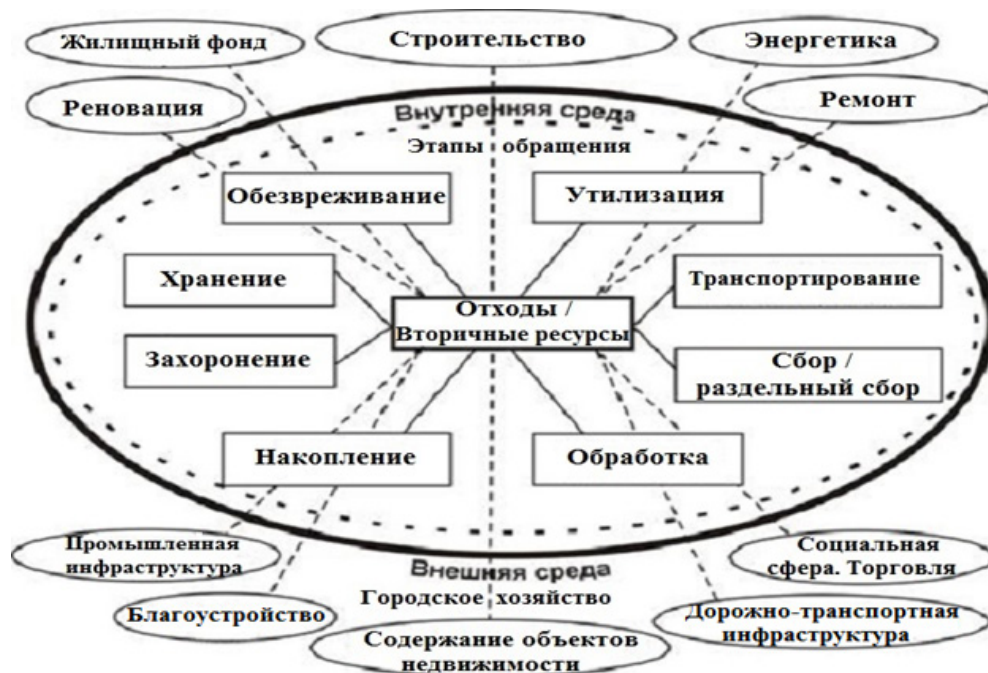 Жилищный фонд
Строительство
Энергетика
Реновация
Ремонт
Внутренняя среда
Этапы обращения
Обезвреживание
Утилизация
Хранение
Транспортирование
Отходы /
Вторичные ресурсы
Захоронение
Сбор /
раздельный сбор
Накопление
Обработка
Промышленная
инфраструктура
Социальная
сфера. Торговля
Внешняя среда
Городское хозяйство
Благоустройство
Дорожно-транспортная
инфраструктура
Содержание объектов
недвижимости